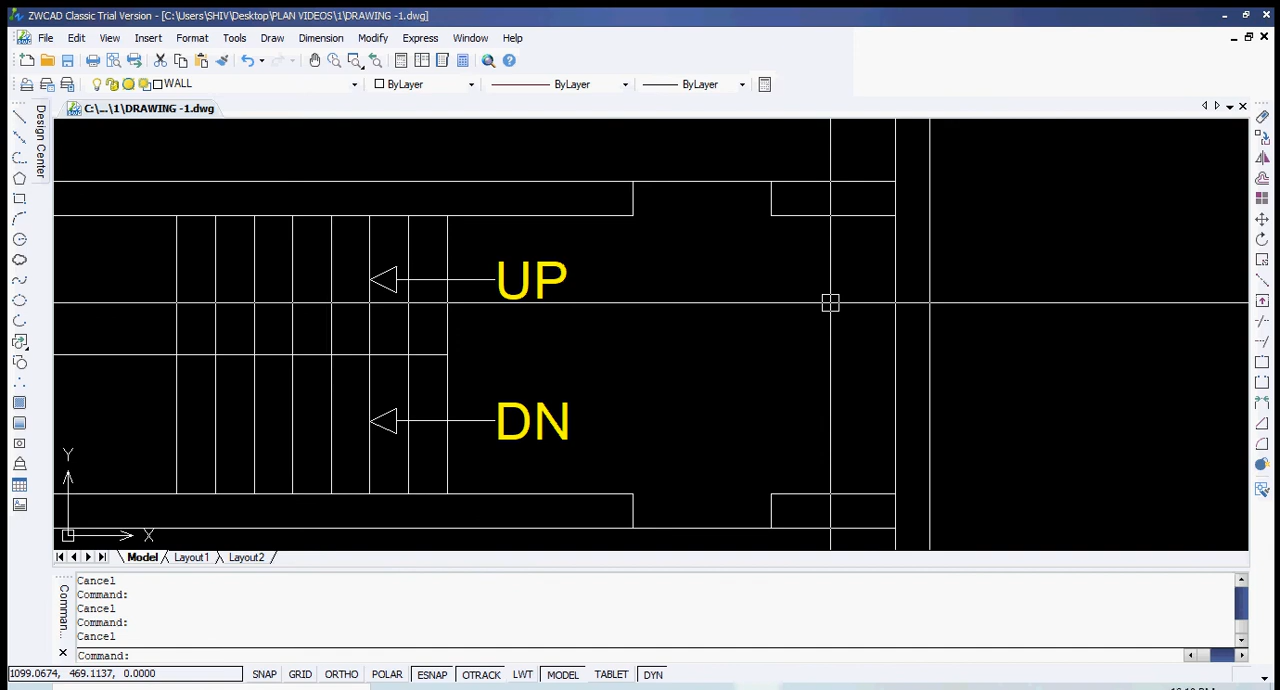 ZWCAD Classic Trial Version - [C:\Users\SHIV\Desktop\PLAN VIDEOS\1\DRAWING -1.dwg]
File Edit View Insert Format Tools Draw Dimension Modify Express Window Help
WALL ByLayer ByLayer ByLayer
C:\...\1\DRAWING -1.dwg
Design Center
UP
DN
Y
X
Model Layout1 Layout2
Comman...
Cancel
Command:
Cancel
Command:
Cancel
Command:
1099.0674, 469.1137, 0.0000 SNAP GRID ORTHO POLAR ESNAP OTRACK LWT MODEL TABLET DYN